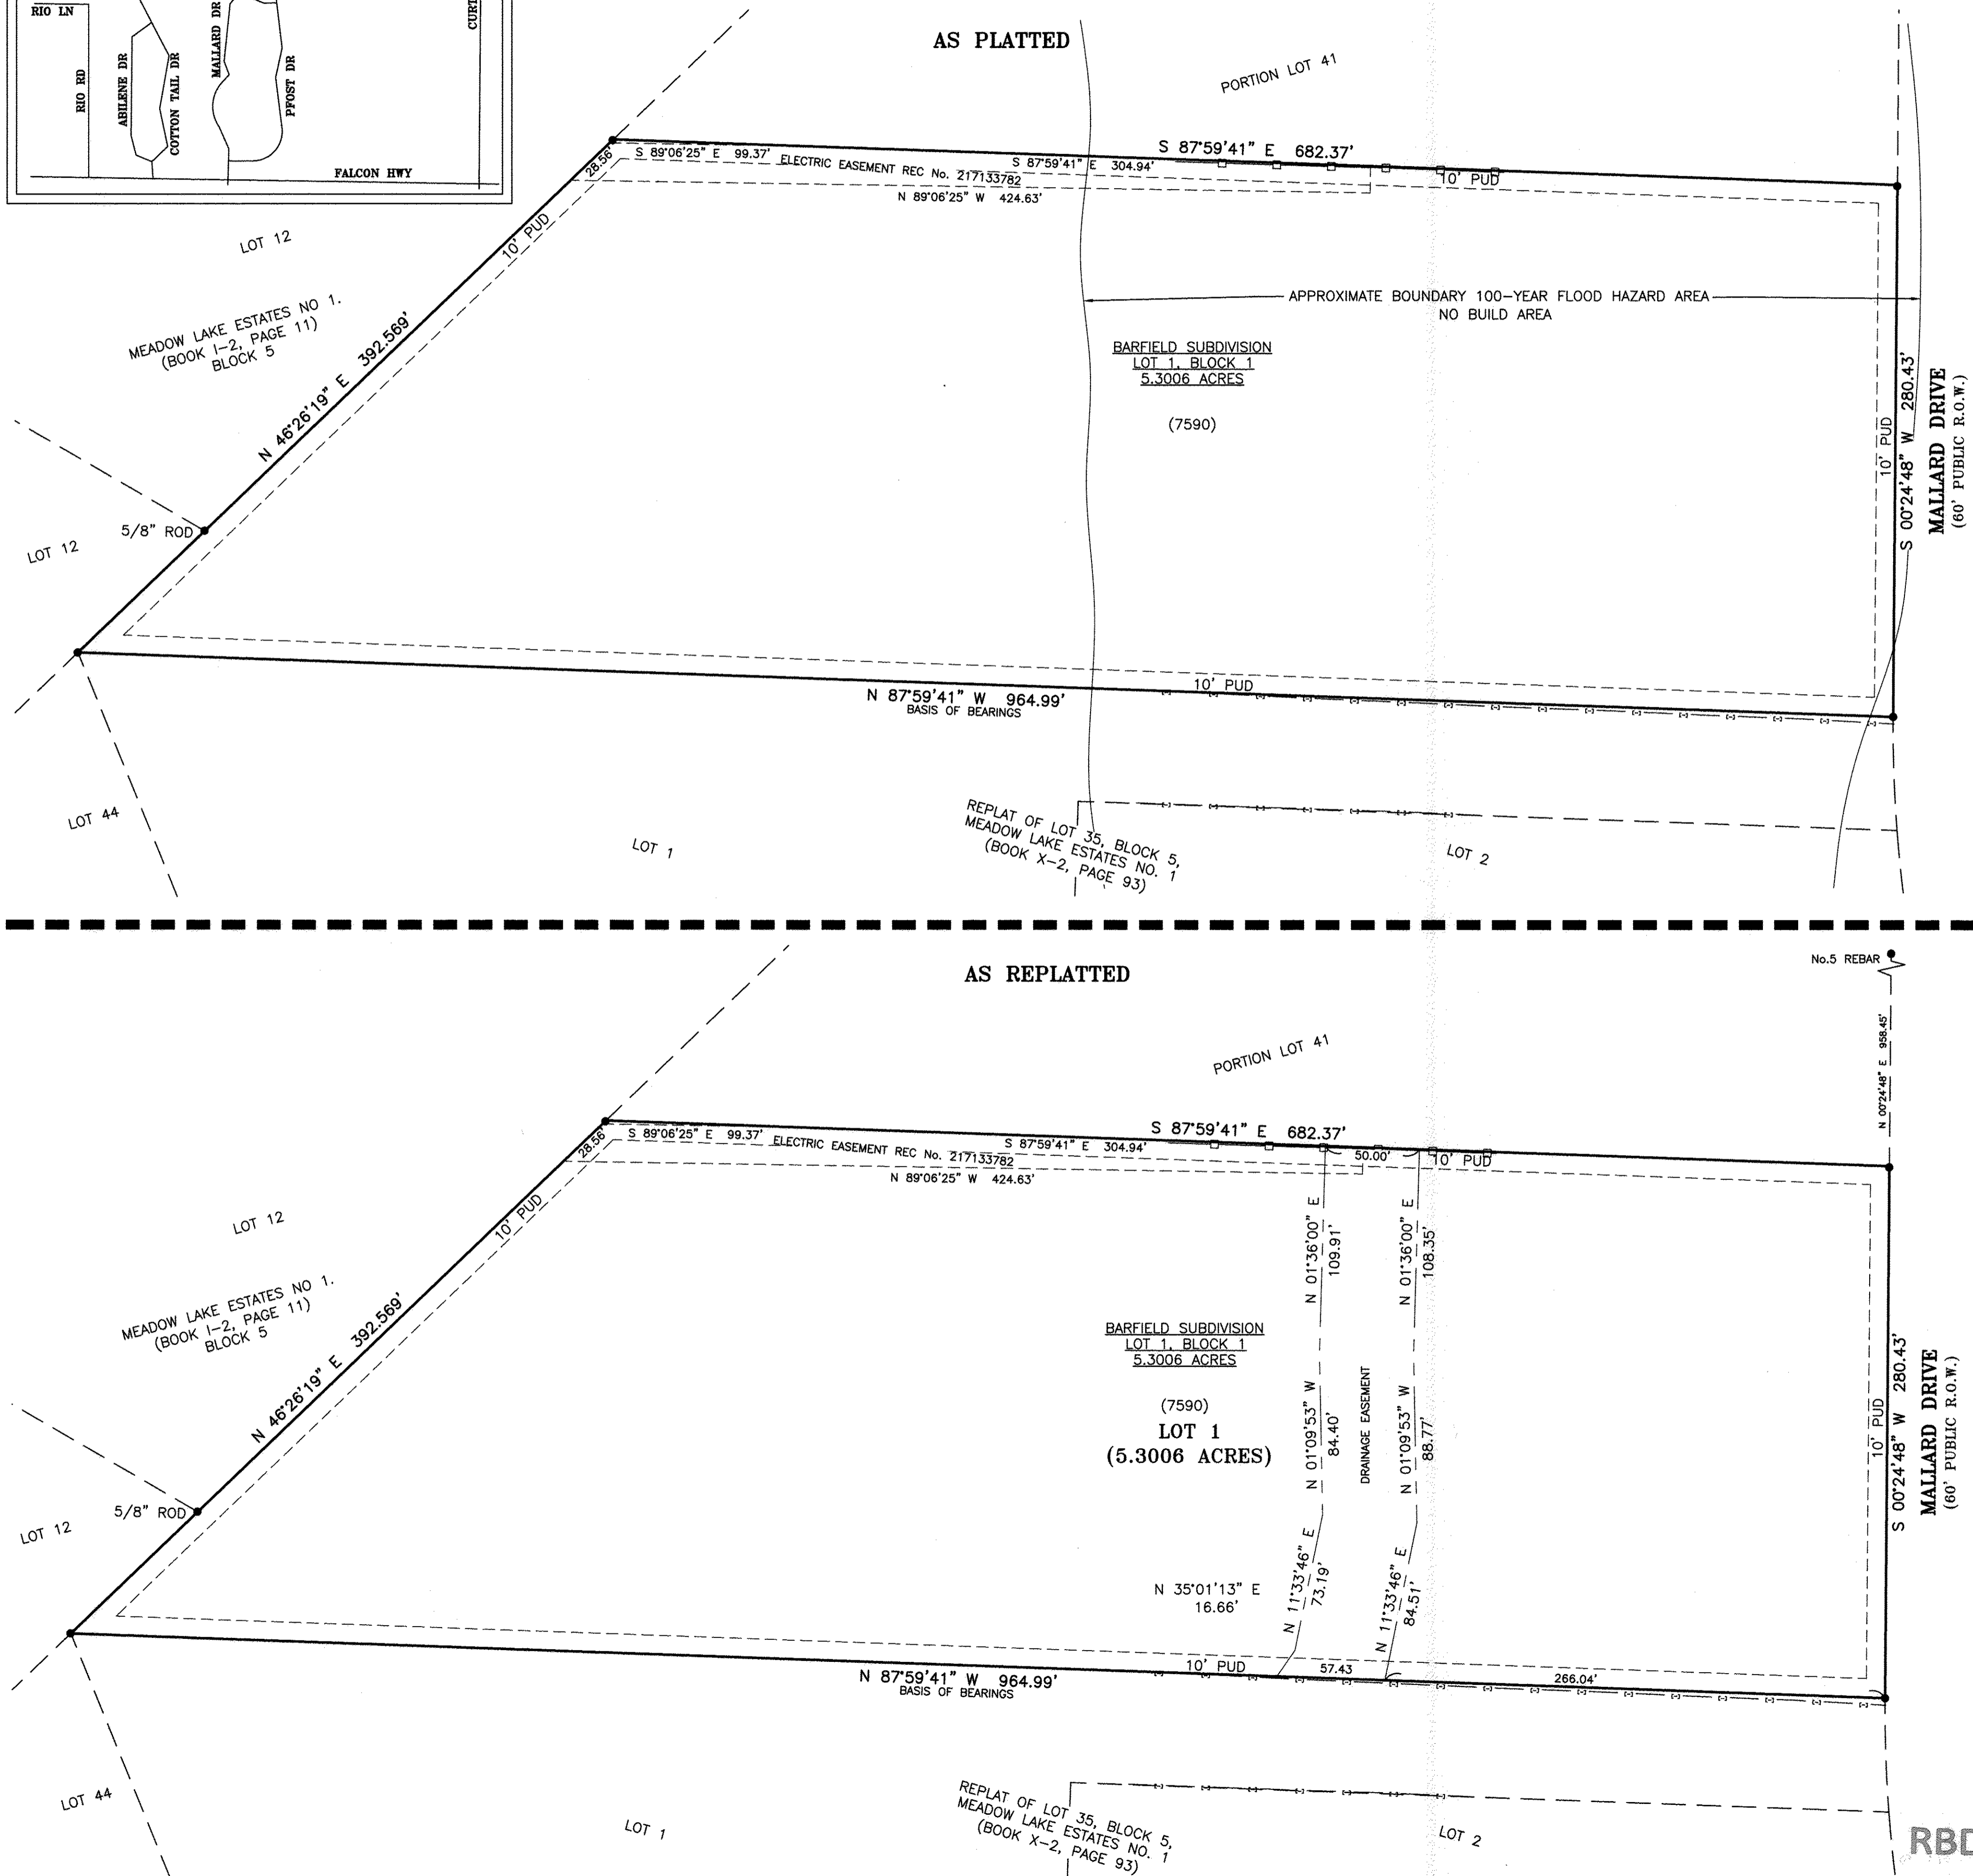 RIO LN
RIO RD
ABILENE DR
COTTON TAIL DR
MALLARD DR
PFOST DR
CURT
FALCON HWY
AS PLATTED
PORTION LOT 41
S 87°59'41" E 682.37'
S 89°06'25" E 99.37'
ELECTRIC EASEMENT REC No. 217133782
S 87°59'41" E 304.94'
10' PUD
N 89°06'25" W 424.63'
28.56'
10' PUD
LOT 12
MEADOW LAKE ESTATES NO 1.
(BOOK I-2, PAGE 11)
BLOCK 5
N 46°26'19" E 392.569'
APPROXIMATE BOUNDARY 100-YEAR FLOOD HAZARD AREA
NO BUILD AREA
BARFIELD SUBDIVISION
LOT 1, BLOCK 1
5.3006 ACRES
(7590)
10' PUD
S 00°24'48" W 280.43'
MALLARD DRIVE
(60' PUBLIC R.O.W.)
5/8" ROD
LOT 12
10' PUD
N 87°59'41" W 964.99'
BASIS OF BEARINGS
LOT 44
LOT 1
REPLAT OF LOT 35, BLOCK 5,
MEADOW LAKE ESTATES NO. 1
(BOOK X-2, PAGE 93)
LOT 2
AS REPLATTED
No.5 REBAR
N 00°24'48" E 958.45'
PORTION LOT 41
S 87°59'41" E 682.37'
S 89°06'25" E 99.37'
ELECTRIC EASEMENT REC No. 217133782
S 87°59'41" E 304.94'
50.00'
10' PUD
N 89°06'25" W 424.63'
28.56'
10' PUD
LOT 12
MEADOW LAKE ESTATES NO 1.
(BOOK I-2, PAGE 11)
BLOCK 5
N 46°26'19" E 392.569'
N 01°36'00" E
109.91'
N 01°36'00" E
108.35'
BARFIELD SUBDIVISION
LOT 1, BLOCK 1
5.3006 ACRES
(7590)
LOT 1
(5.3006 ACRES)
N 01°09'53" W
84.40'
DRAINAGE EASEMENT
N 01°09'53" W
88.77'
10' PUD
S 00°24'48" W 280.43'
MALLARD DRIVE
(60' PUBLIC R.O.W.)
5/8" ROD
LOT 12
N 35°01'13" E
16.66'
N 11°33'46" E
73.19'
N 11°33'46" E
84.51'
10' PUD
57.43
266.04'
N 87°59'41" W 964.99'
BASIS OF BEARINGS
LOT 44
LOT 1
REPLAT OF LOT 35, BLOCK 5,
MEADOW LAKE ESTATES NO. 1
(BOOK X-2, PAGE 93)
LOT 2
RBD